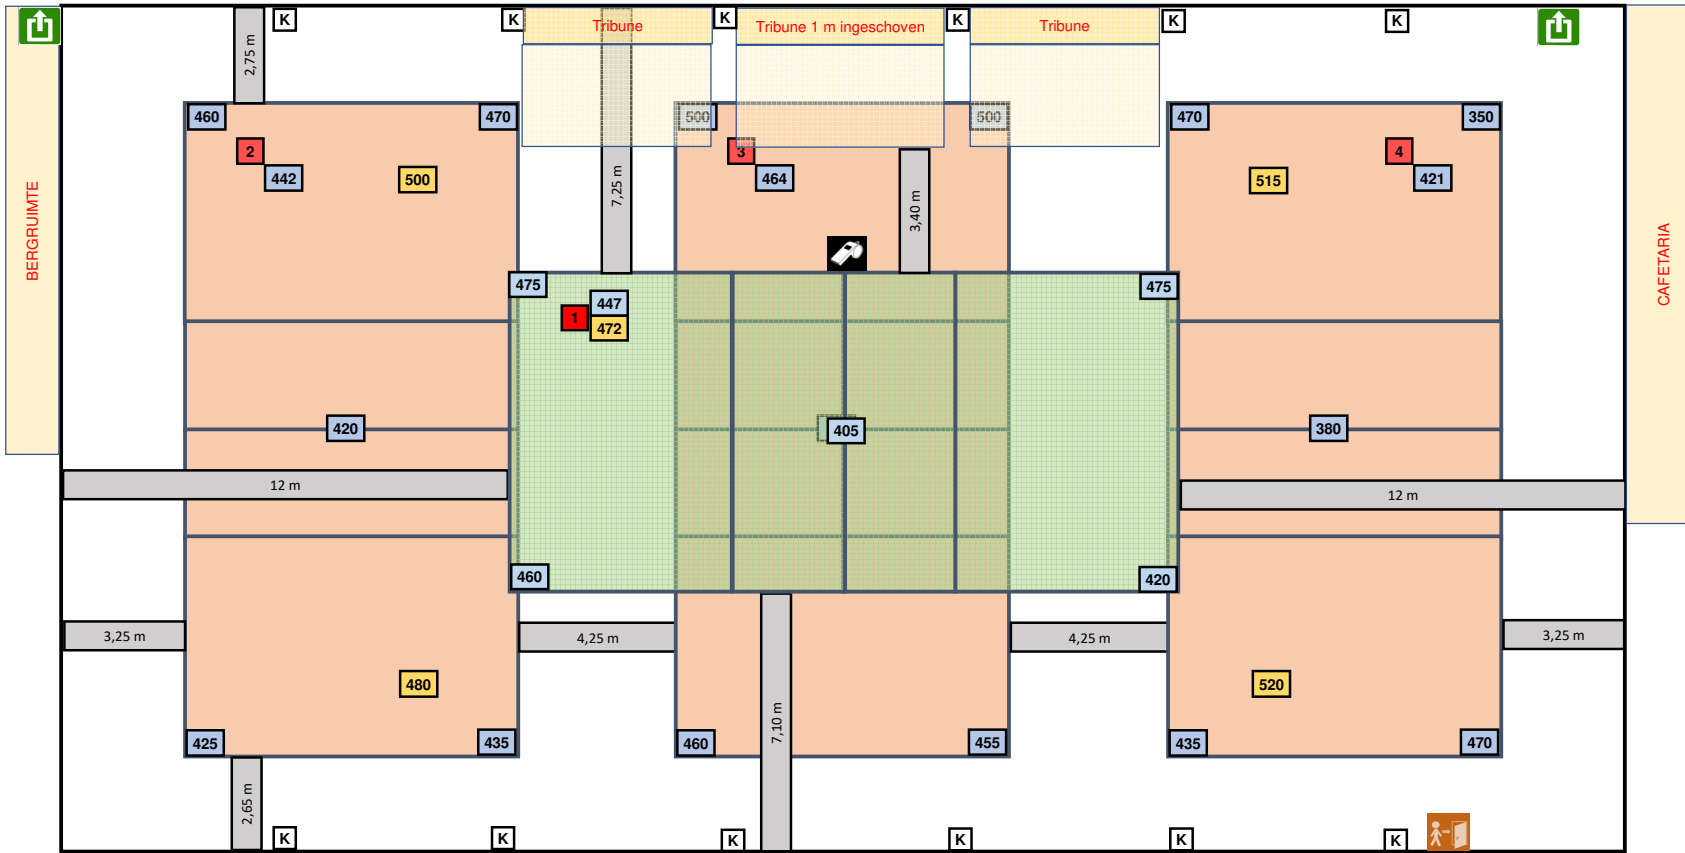 K
K
K
K
K
K
Tribune
Tribune 1 m ingeschoven
Tribune
2,75 m
460
470
500
500
470
350
2
442
500
3
464
515
4
421
7,25 m
3,40 m
BERGRUIMTE
CAFETARIA
475
475
1
447
472
420
405
380
12 m
12 m
460
420
3,25 m
4,25 m
4,25 m
3,25 m
480
520
7,10 m
425
435
460
455
435
470
2,65 m
K
K
K
K
K
K